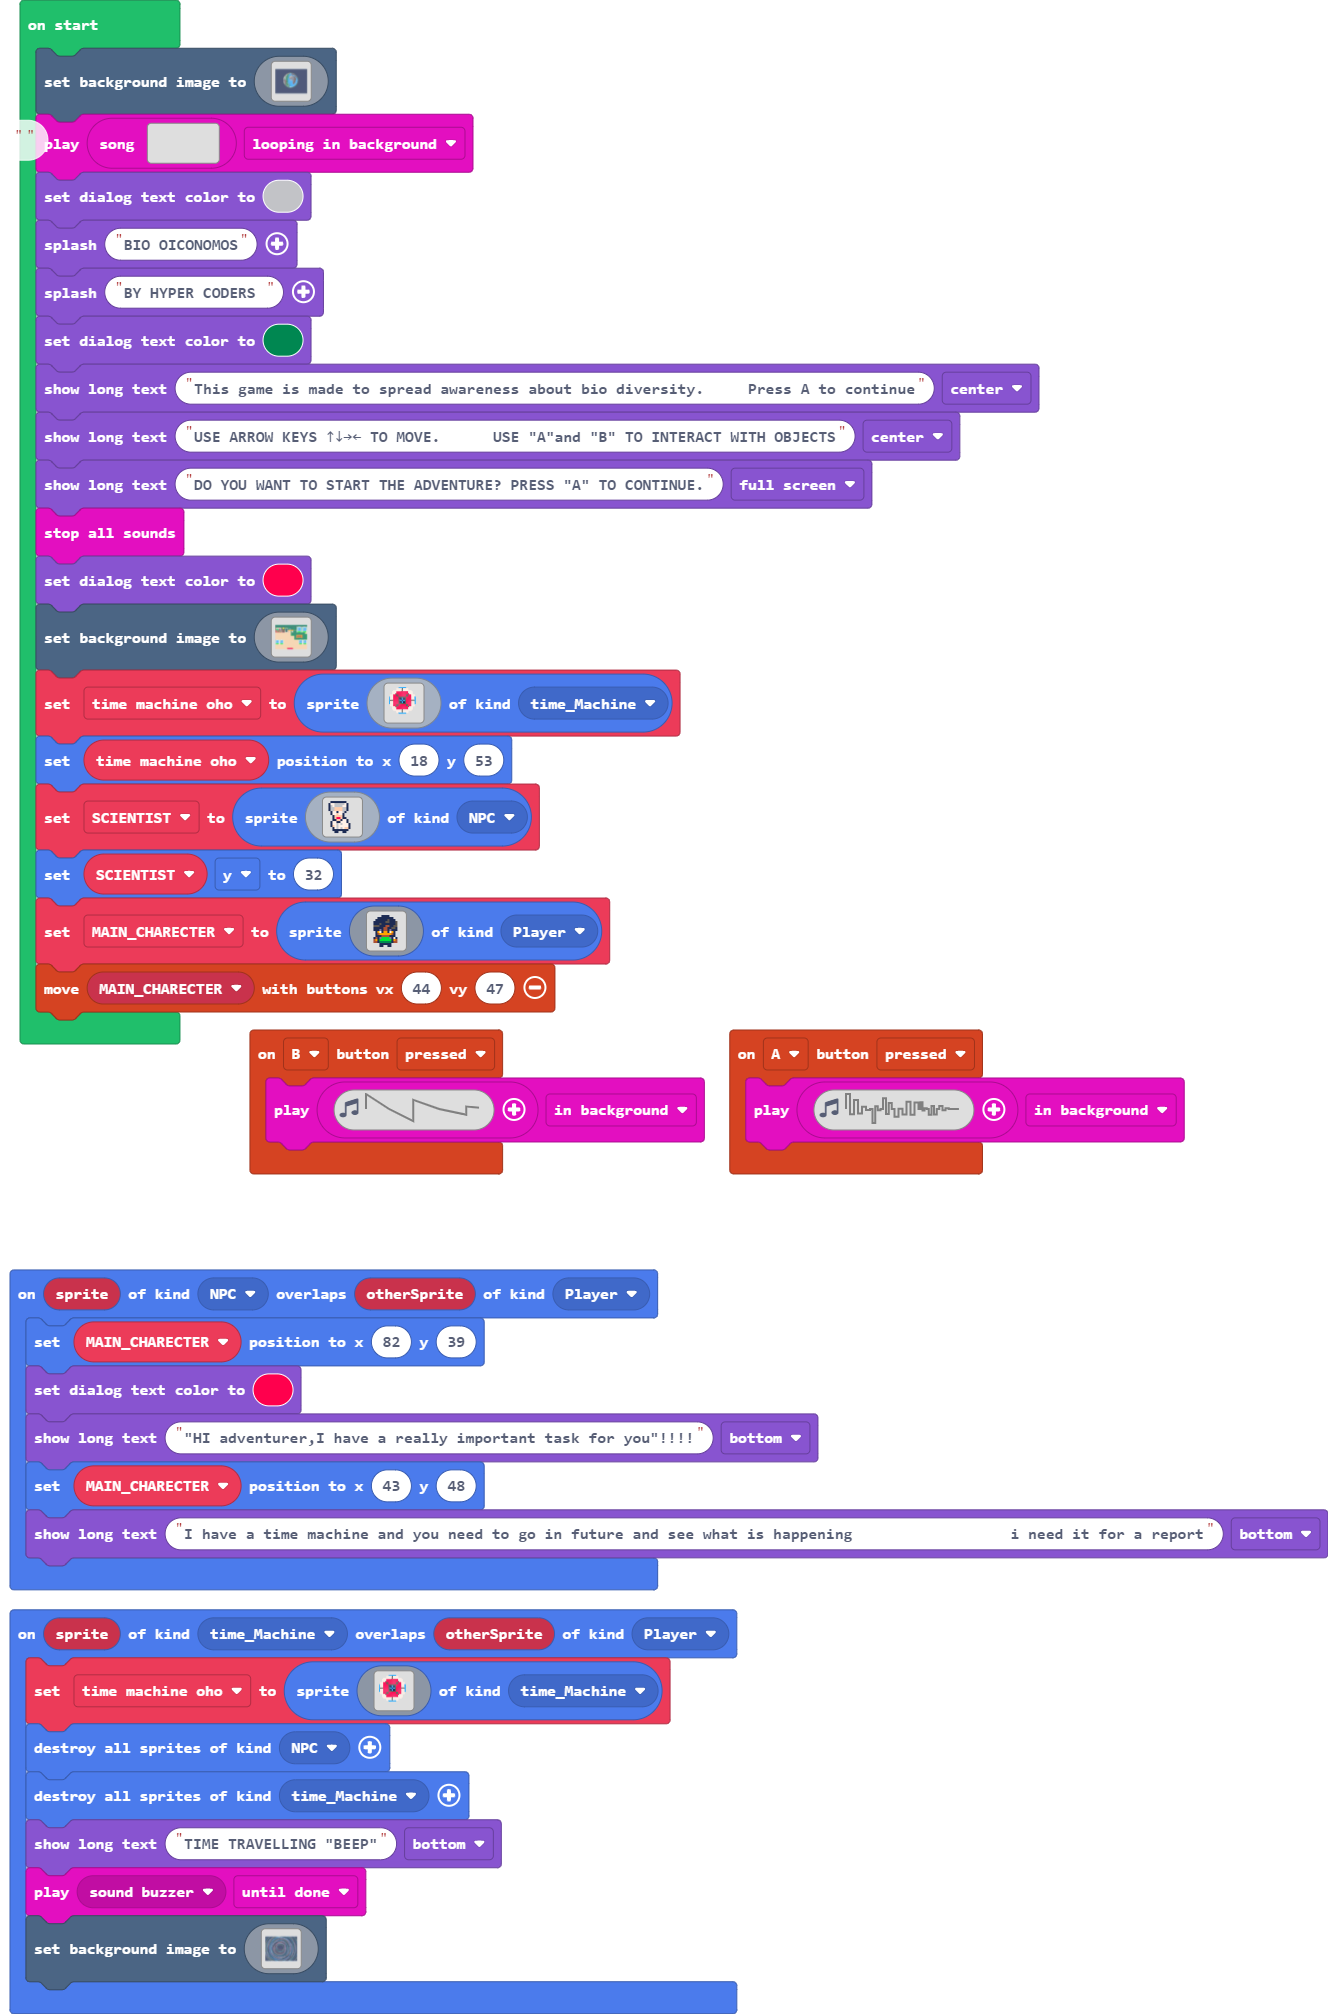 on start
set background image to
" "
play song looping in background
set dialog text color to
splash "BIO OICONOMOS"
splash "BY HYPER CODERS "
set dialog text color to
show long text "This game is made to spread awareness about bio diversity. Press A to continue" center
show long text "USE ARROW KEYS ↑↓→← TO MOVE. USE "A"and "B" TO INTERACT WITH OBJECTS" center
show long text "DO YOU WANT TO START THE ADVENTURE? PRESS "A" TO CONTINUE." full screen
stop all sounds
set dialog text color to
set background image to
set time machine oho to sprite of kind time_Machine
set time machine oho position to x 18 y 53
set SCIENTIST to sprite of kind NPC
set SCIENTIST y to 32
set MAIN_CHARECTER to sprite of kind Player
move MAIN_CHARECTER with buttons vx 44 vy 47
on B button pressed
play in background
on A button pressed
play in background
on sprite of kind NPC overlaps otherSprite of kind Player
set MAIN_CHARECTER position to x 82 y 39
set dialog text color to
show long text ""HI adventurer,I have a really important task for you"!!!!" bottom
set MAIN_CHARECTER position to x 43 y 48
show long text "I have a time machine and you need to go in future and see what is happening i need it for a report" bottom
on sprite of kind time_Machine overlaps otherSprite of kind Player
set time machine oho to sprite of kind time_Machine
destroy all sprites of kind NPC
destroy all sprites of kind time_Machine
show long text "TIME TRAVELLING "BEEP"" bottom
play sound buzzer until done
set background image to